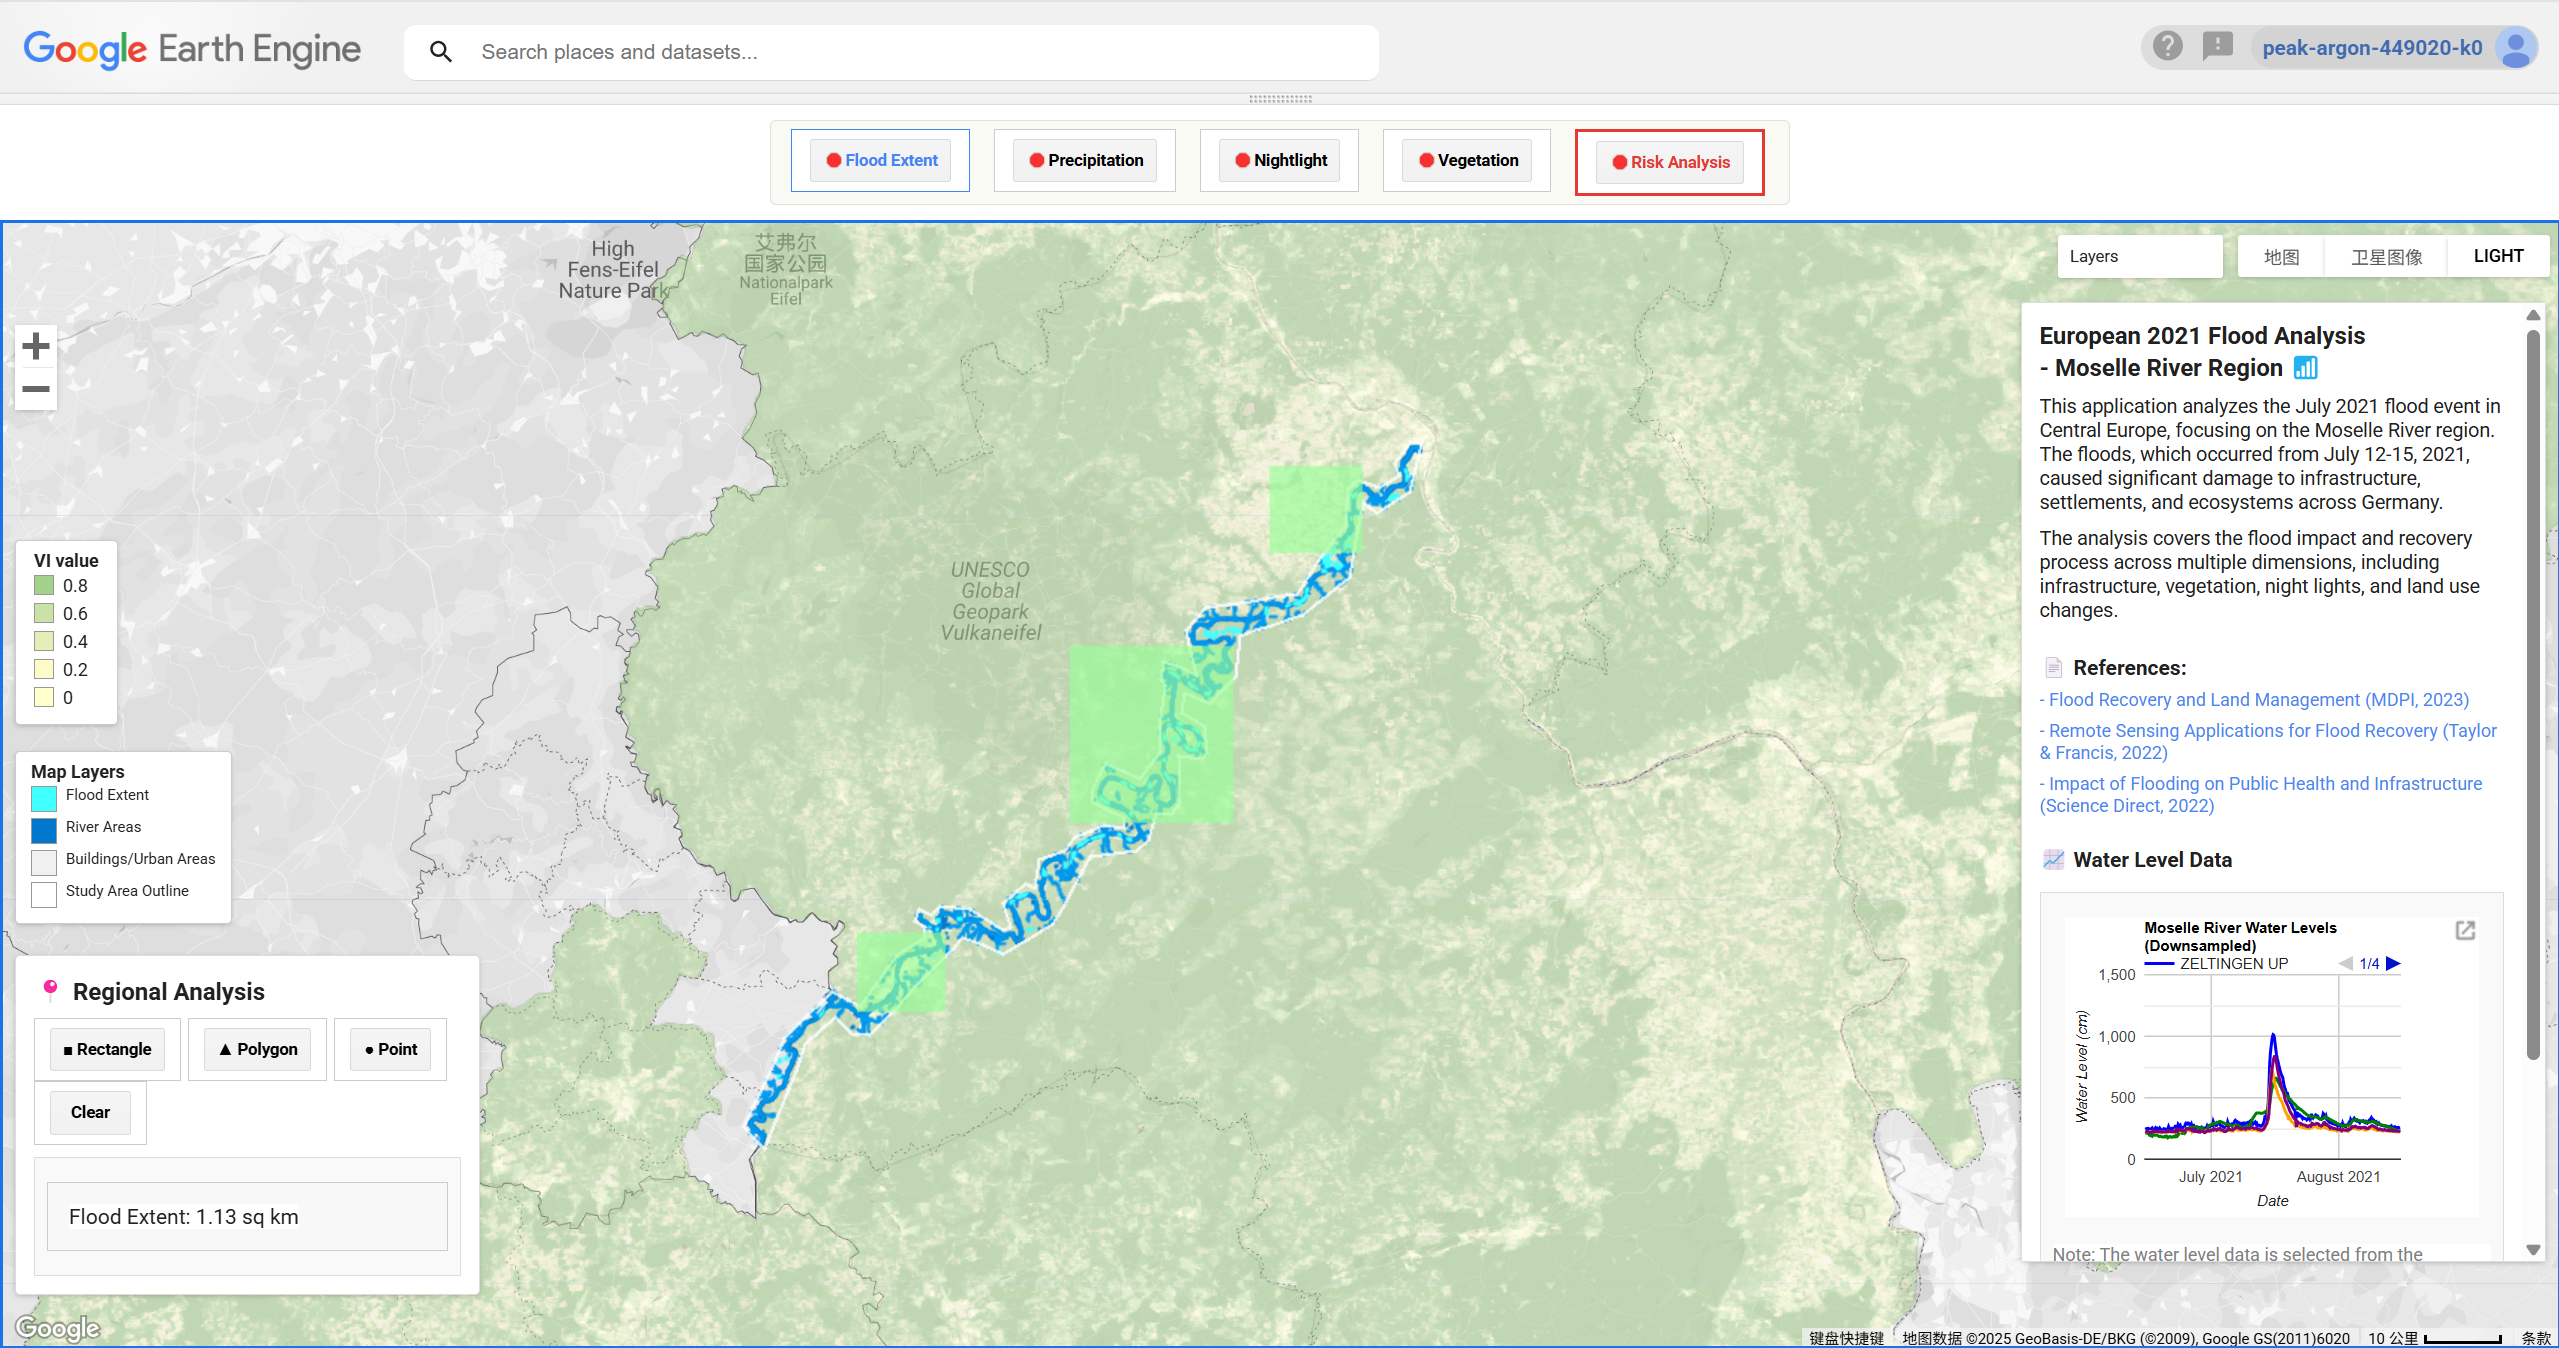 Google Earth Engine
Search places and datasets...
peak-argon-449020-k0
Flood Extent
Precipitation
Nightlight
Vegetation
Risk Analysis
High
Fens-Eifel
Nature Park
艾弗尔
国家公园
Nationalpark
Eifel
UNESCO
Global
Geopark
Vulkaneifel
Layers
地图
卫星图像
LIGHT
VI value
0.8
0.6
0.4
0.2
0
Map Layers
Flood Extent
River Areas
Buildings/Urban Areas
Study Area Outline
Regional Analysis
■ Rectangle
▲ Polygon
● Point
Clear
Flood Extent: 1.13 sq km
Google
European 2021 Flood Analysis
- Moselle River Region
This application analyzes the July 2021 flood event in
Central Europe, focusing on the Moselle River region.
The floods, which occurred from July 12-15, 2021,
caused significant damage to infrastructure,
settlements, and ecosystems across Germany.
The analysis covers the flood impact and recovery
process across multiple dimensions, including
infrastructure, vegetation, night lights, and land use
changes.
References:
- Flood Recovery and Land Management (MDPI, 2023)
- Remote Sensing Applications for Flood Recovery (Taylor
& Francis, 2022)
- Impact of Flooding on Public Health and Infrastructure
(Science Direct, 2022)
Water Level Data
Moselle River Water Levels
(Downsampled)
ZELTINGEN UP
1/4
1,500
1,000
500
0
Water Level (cm)
July 2021
August 2021
Date
Note: The water level data is selected from the
键盘快捷键
地图数据 ©2025 GeoBasis-DE/BKG (©2009), Google GS(2011)6020
10 公里
条款